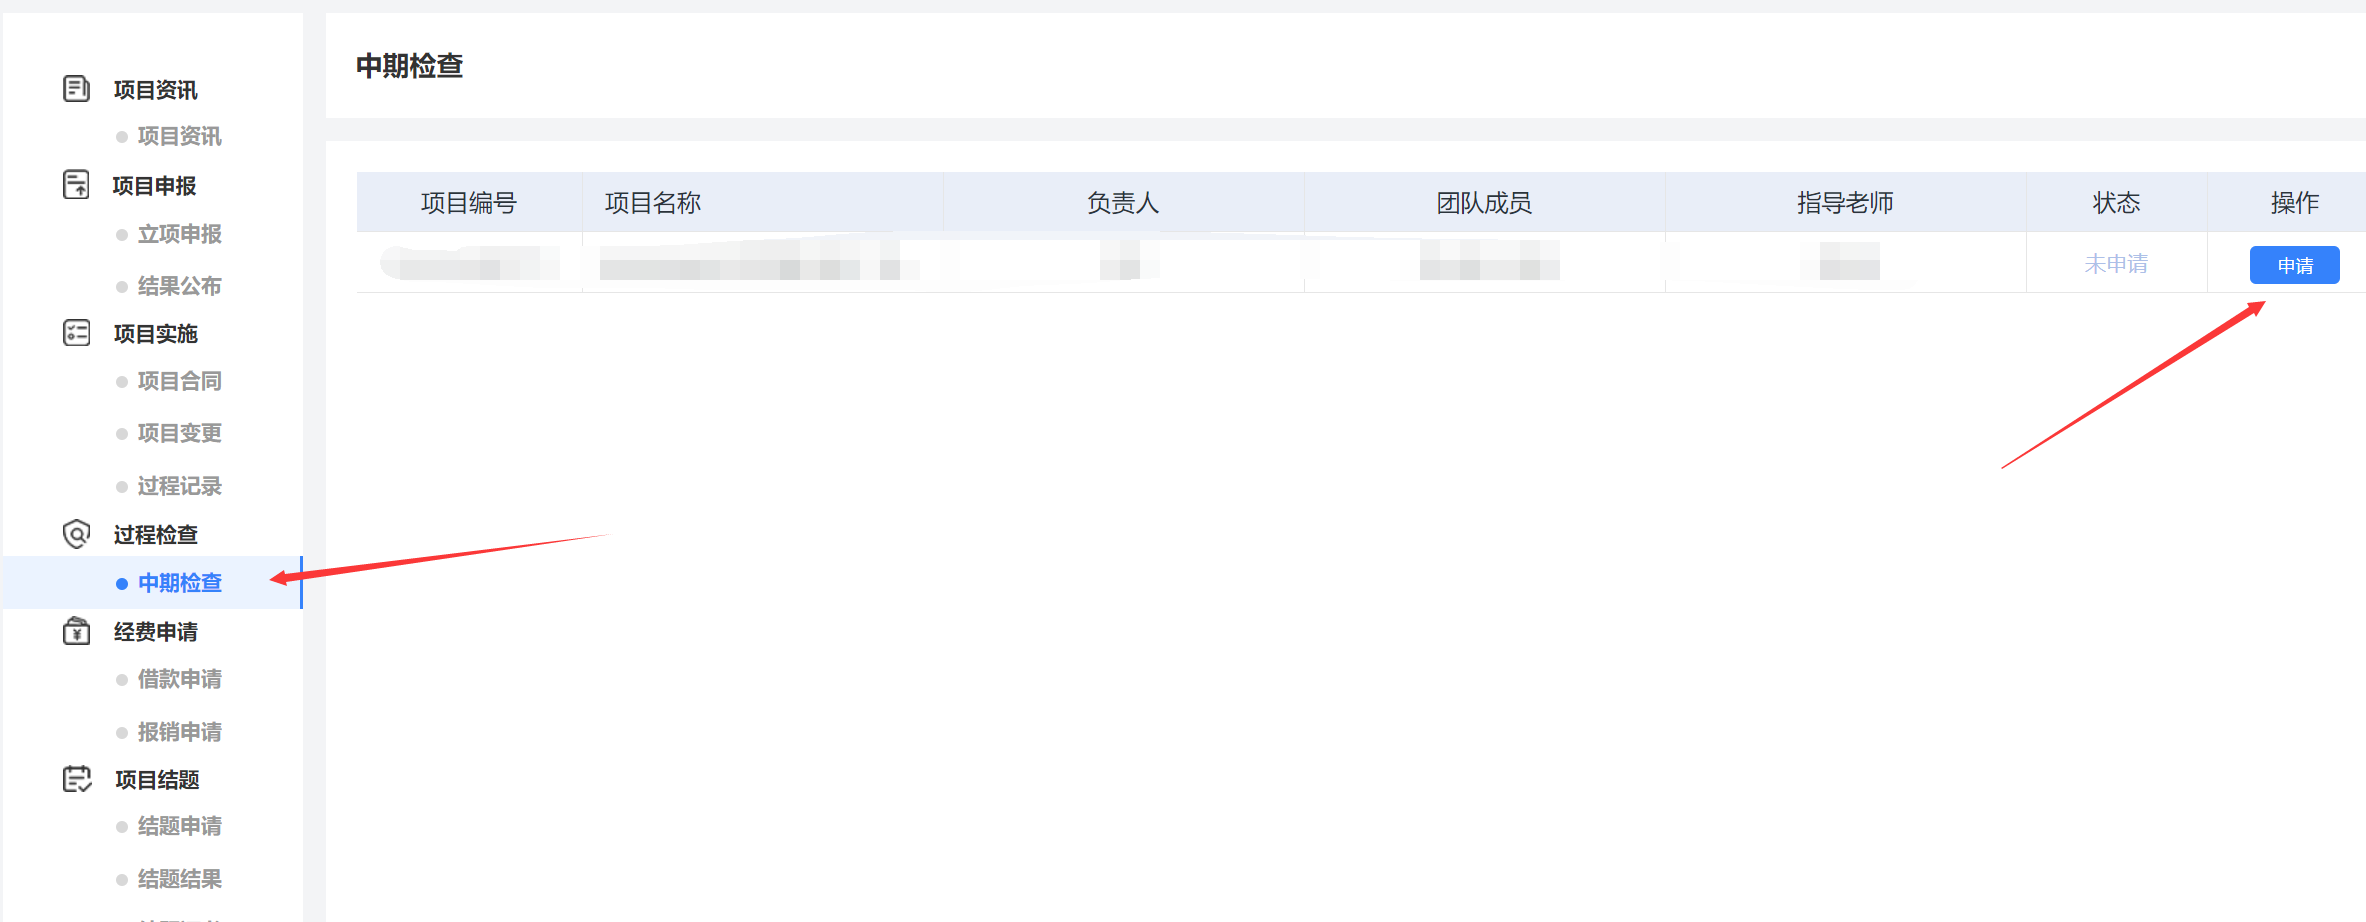 项目资讯
项目资讯
项目申报
立项申报
结果公布
项目实施
项目合同
项目变更
过程记录
过程检查
中期检查
经费申请
借款申请
报销申请
项目结题
结题申请
结题结果
中期检查
项目编号 项目名称 负责人 团队成员 指导老师 状态 操作
未申请 申请